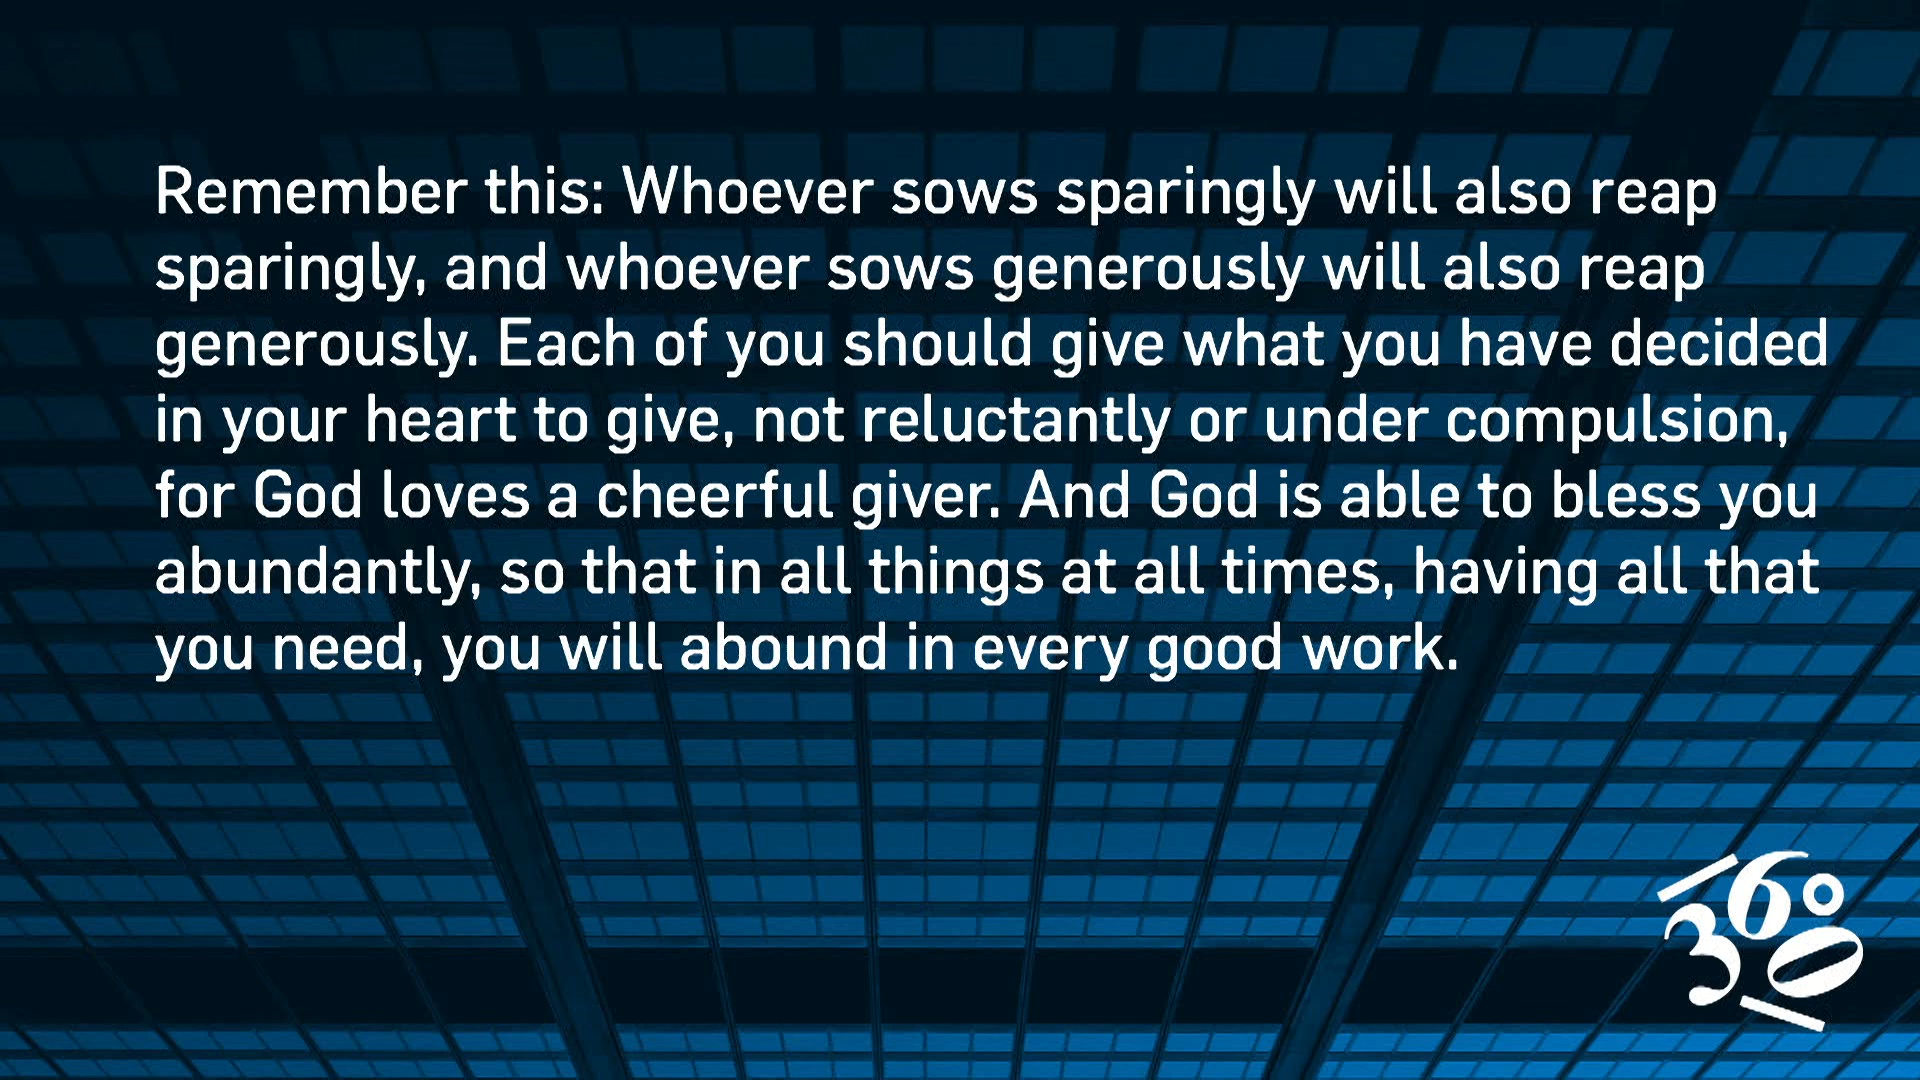 Remember this: Whoever sows sparingly will also reap
sparingly, and whoever sows generously will also reap
generously. Each of you should give what you have decided
in your heart to give, not reluctantly or under compulsion,
for God loves a cheerful giver. And God is able to bless you
abundantly, so that in all things at all times, having all that
you need, you will abound in every good work.
360°